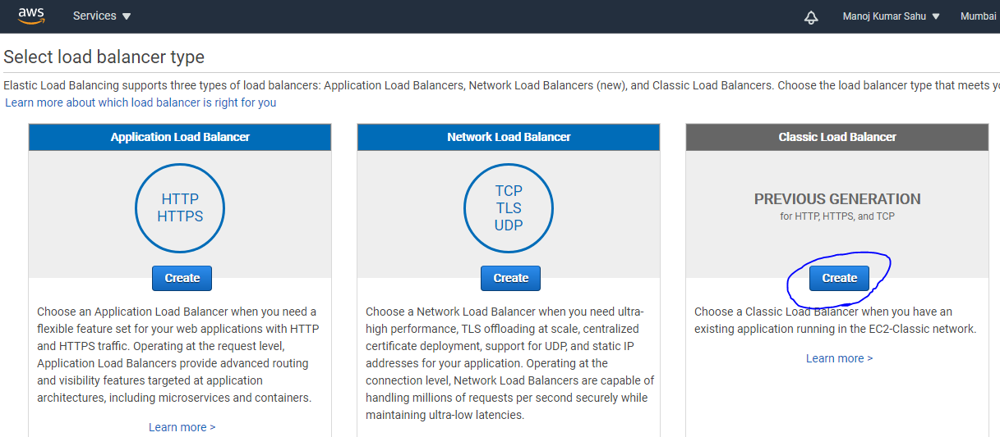 aws Services Manoj Kumar Sahu Mumbai
Select load balancer type
Elastic Load Balancing supports three types of load balancers: Application Load Balancers, Network Load Balancers (new), and Classic Load Balancers. Choose the load balancer type that meets
Learn more about which load balancer is right for you
Application Load Balancer
HTTP
HTTPS
Create
Choose an Application Load Balancer when you need a
flexible feature set for your web applications with HTTP
and HTTPS traffic. Operating at the request level,
Application Load Balancers provide advanced routing
and visibility features targeted at application
architectures, including microservices and containers.
Learn more >
Network Load Balancer
TCP
TLS
UDP
Create
Choose a Network Load Balancer when you need ultra-
high performance, TLS offloading at scale, centralized
certificate deployment, support for UDP, and static IP
addresses for your application. Operating at the
connection level, Network Load Balancers are capable of
handling millions of requests per second securely while
maintaining ultra-low latencies.
Classic Load Balancer
PREVIOUS GENERATION
for HTTP, HTTPS, and TCP
Create
Choose a Classic Load Balancer when you have an
existing application running in the EC2-Classic network.
Learn more >